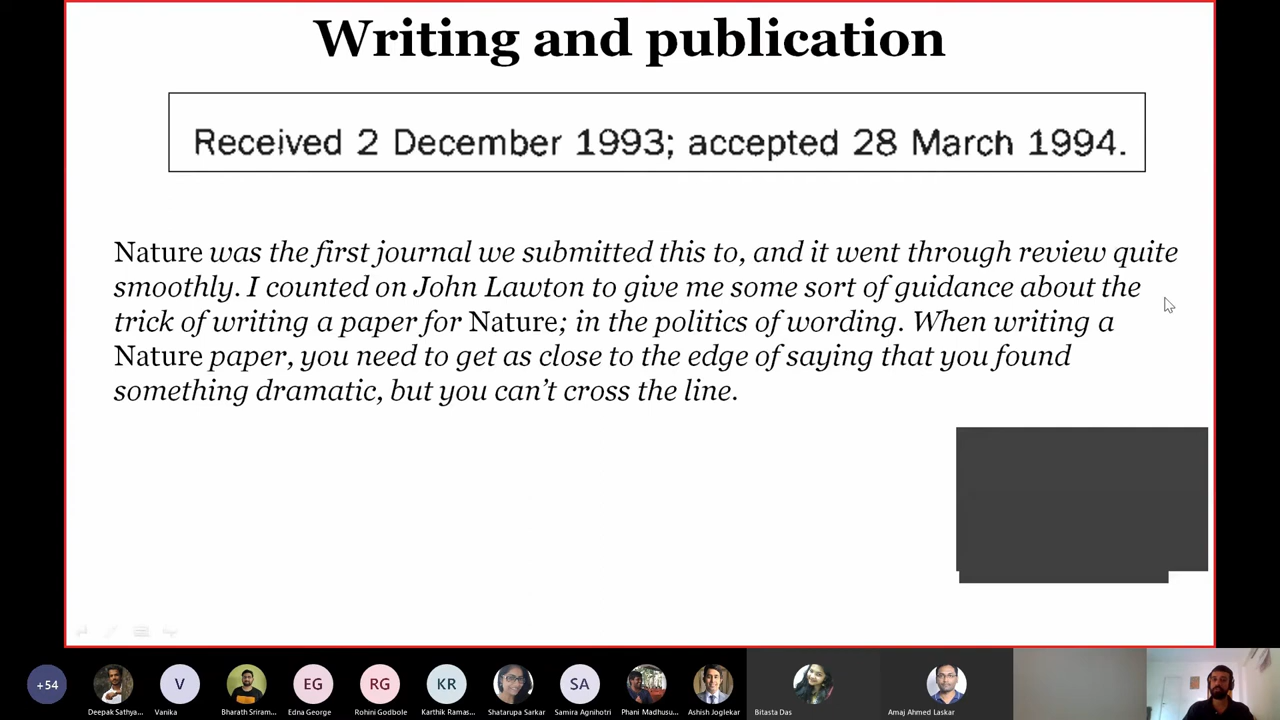 Writing and publication
Received 2 December 1993; accepted 28 March 1994.
Nature was the first journal we submitted this to, and it went through review quite
smoothly. I counted on John Lawton to give me some sort of guidance about the
trick of writing a paper for Nature; in the politics of wording. When writing a
Nature paper, you need to get as close to the edge of saying that you found
something dramatic, but you can't cross the line.
+54
V
EG
RG
KR
SA
Deepak Sathya...
Vanika
Bharath Sriram...
Edna George
Rohini Godbole
Karthik Ramas...
Shatarupa Sarkar
Samira Agnihotri
Phani Madhusu...
Ashish Joglekar
Bitasta Das
Amaj Ahmed Laskar